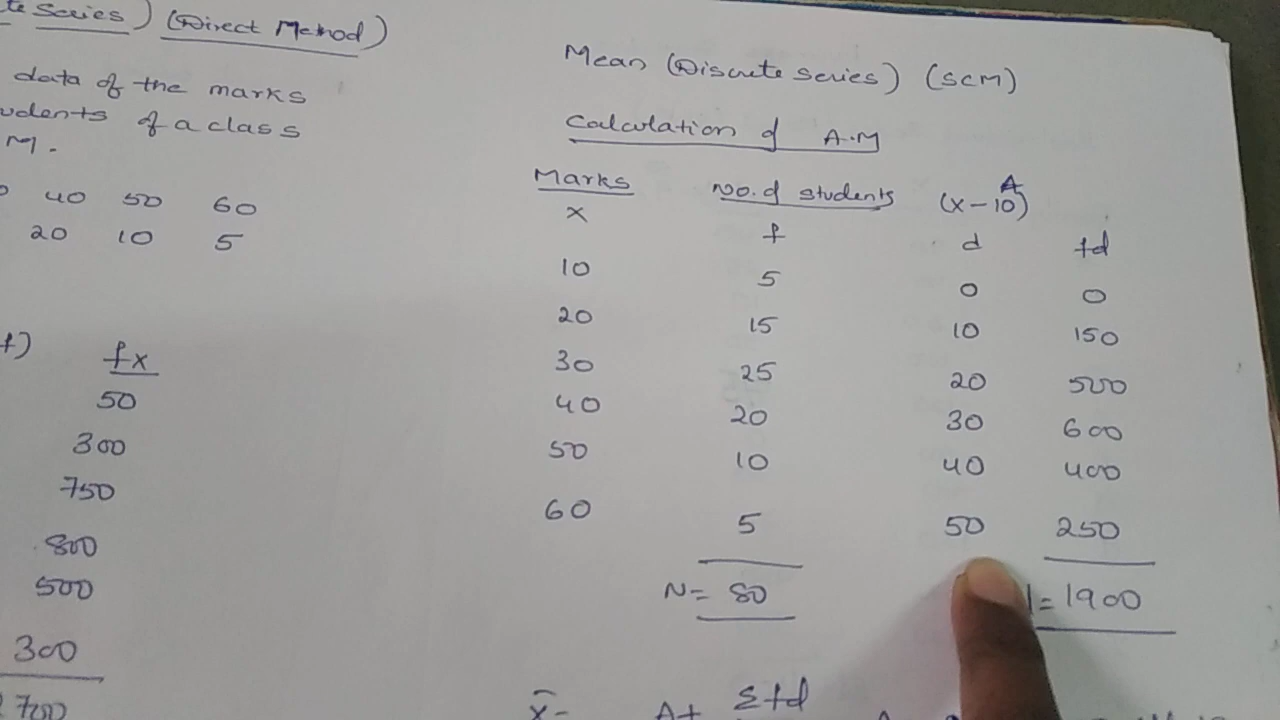 Series) (Direct Method)
data of the marks
of a class
M.
40 50 60
20 10 5
f) fx
50
300
750
800
500
300
700
Mean (Discrete series) (SCM)
Calculation of A.M
Marks No. of students (x-10) A
x f d fd
10 5 0 0
20 15 10 150
30 25 20 500
40 20 30 600
50 10 40 400
60 5 50 250
N= 80 = 1900
x̄ = A+ Σfd